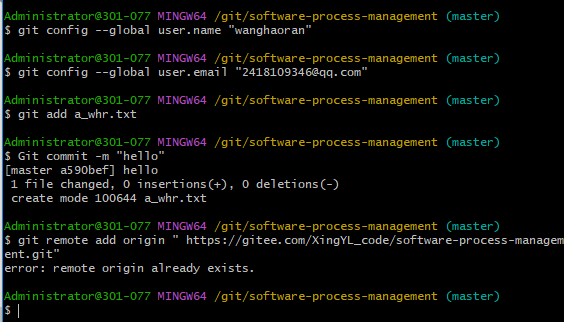 Administrator@301-077 MINGW64 /git/software-process-management (master)
$ git config --global user.name "wanghaoran"
Administrator@301-077 MINGW64 /git/software-process-management (master)
$ git config --global user.email "2418109346@qq.com"
Administrator@301-077 MINGW64 /git/software-process-management (master)
$ git add a_whr.txt
Administrator@301-077 MINGW64 /git/software-process-management (master)
$ Git commit -m "hello"
[master a590bef] hello
1 file changed, 0 insertions(+), 0 deletions(-)
create mode 100644 a_whr.txt
Administrator@301-077 MINGW64 /git/software-process-management (master)
$ git remote add origin " https://gitee.com/XingYL_code/software-process-managem
ent.git"
error: remote origin already exists.
Administrator@301-077 MINGW64 /git/software-process-management (master)
$